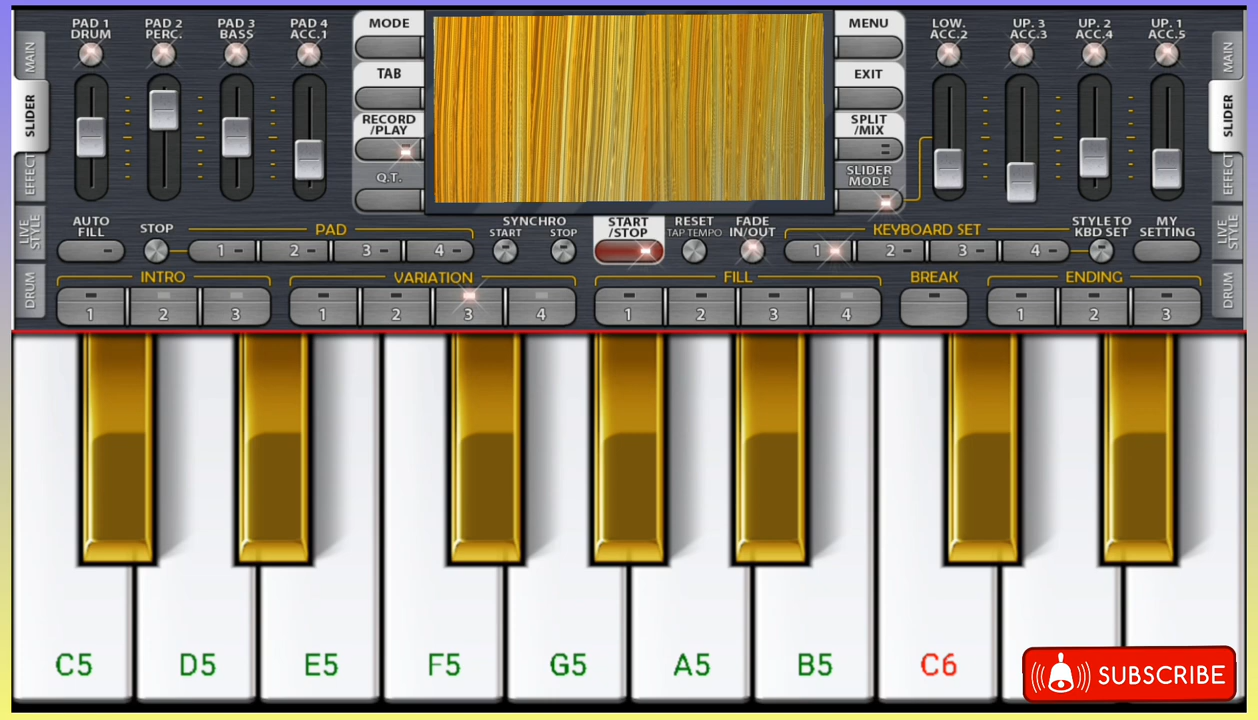 PAD 1 DRUM
PAD 2 PERC.
PAD 3 BASS
PAD 4 ACC.1
MODE
TAB
RECORD /PLAY
Q.T.
MENU
EXIT
SPLIT /MIX
SLIDER MODE
LOW. ACC.2
UP. 3 ACC.3
UP. 2 ACC.4
UP. 1 ACC.5
MAIN
SLIDER
EFFECT
LIVE STYLE
DRUM
MAIN
SLIDER
EFFECT
LIVE STYLE
DRUM
AUTO FILL
STOP
PAD
1 2 3 4
SYNCHRO
START STOP
START /STOP
RESET
TAP TEMPO
FADE IN/OUT
KEYBOARD SET
1 2 3 4
STYLE TO KBD SET
MY SETTING
INTRO
1 2 3
VARIATION
1 2 3 4
FILL
1 2 3 4
BREAK
ENDING
1 2 3
C5 D5 E5 F5 G5 A5 B5 C6
SUBSCRIBE